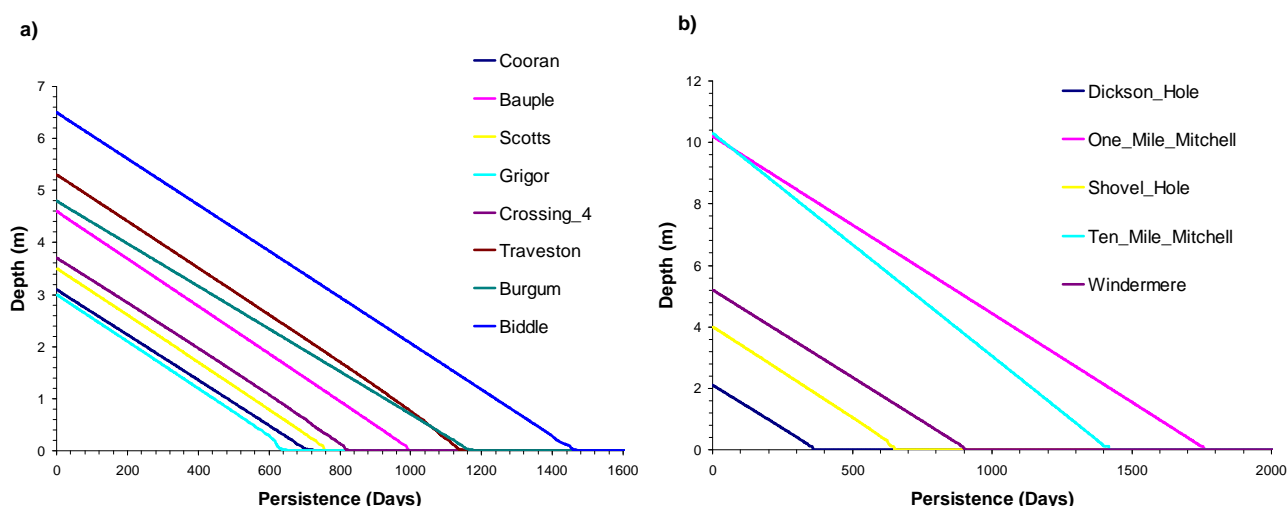 a)
Cooran
Bauple
Scotts
Grigor
Crossing_4
Traveston
Burgum
Biddle
7
6
5
4
3
2
1
0
Depth (m)
0 200 400 600 800 1000 1200 1400 1600
Persistence (Days)
b)
Dickson_Hole
One_Mile_Mitchell
Shovel_Hole
Ten_Mile_Mitchell
Windermere
12
10
8
6
4
2
0
Depth (m)
0 500 1000 1500 2000
Persistence (Days)